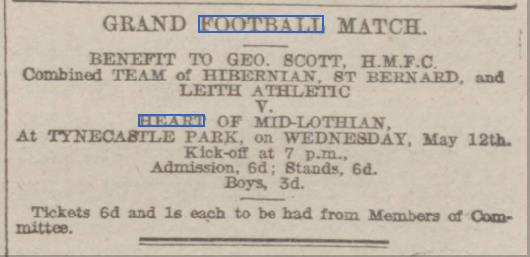 GRAND FOOTBALL MATCH.
BENEFIT TO GEO. SCOTT, H.M.F.C.
Combined TEAM of HIBERNIAN, ST BERNARD, and
LEITH ATHLETIC
V.
HEART OF MID-LOTHIAN,
At TYNECASTLE PARK, on WEDNESDAY, May 12th.
Kick-off at 7 p.m.,
Admission, 6d; Stands, 6d.
Boys, 3d.
Tickets 6d and 1s each to be had from Members of Com-
mittee.